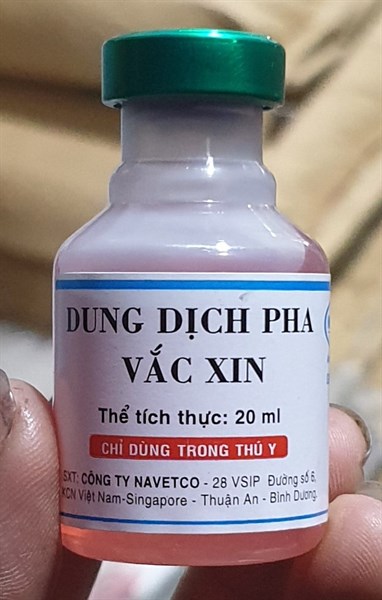 DUNG DỊCH PHA
VẮC XIN
Thể tích thực: 20 ml
CHỈ DÙNG TRONG THÚ Y
SXT: CÔNG TY NAVETCO - 28 VSIP Đường số 6,
KCN Việt Nam-Singapore - Thuận An - Bình Dương.